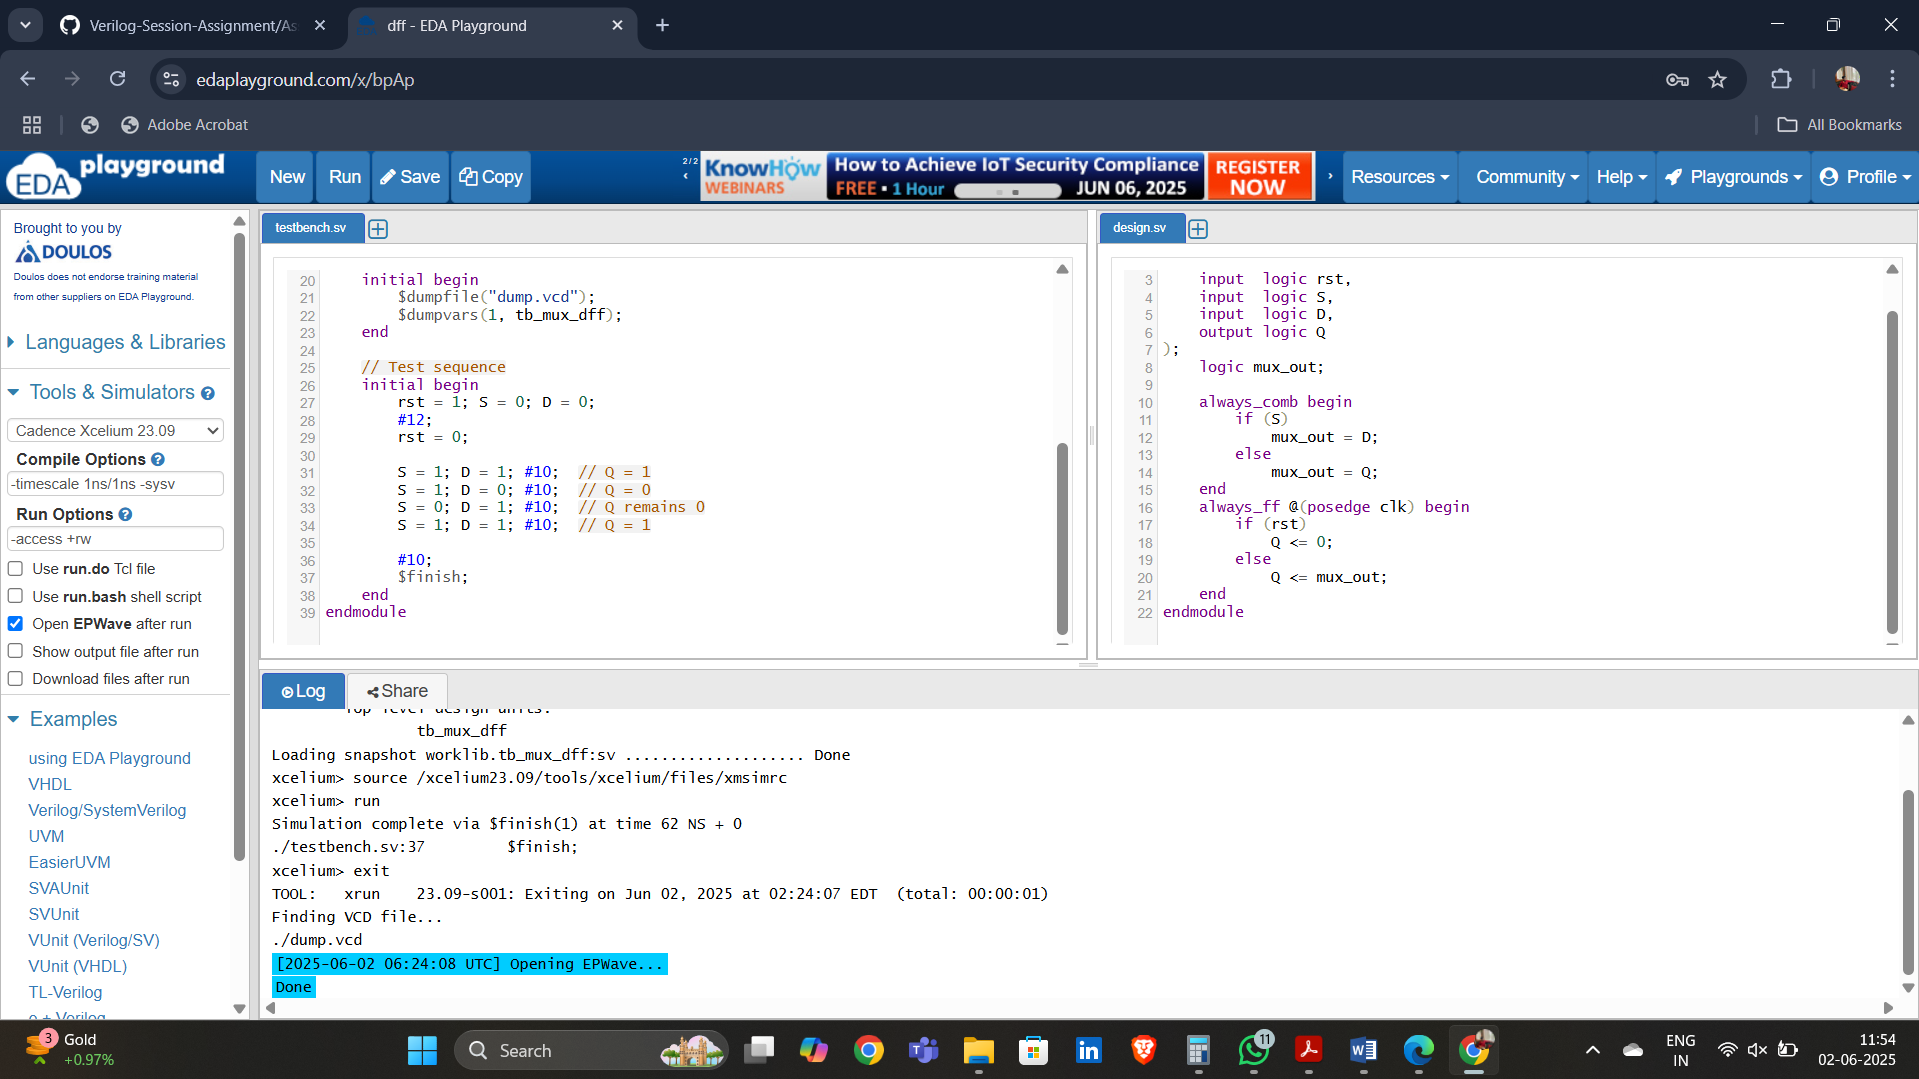 Verilog-Session-Assignment/As
dff - EDA Playground
edaplayground.com/x/bpAp
Adobe Acrobat
All Bookmarks
EDA playground
New
Run
Save
Copy
2/2
KnowHow
WEBINARS
How to Achieve IoT Security Compliance
FREE • 1 Hour
JUN 06, 2025
REGISTER
NOW
Resources
Community
Help
Playgrounds
Profile
Brought to you by
DOULOS
Doulos does not endorse training material
from other suppliers on EDA Playground.
Languages & Libraries
Tools & Simulators
Cadence Xcelium 23.09
Compile Options
-timescale 1ns/1ns -sysv
Run Options
-access +rw
Use run.do Tcl file
Use run.bash shell script
Open EPWave after run
Show output file after run
Download files after run
Examples
using EDA Playground
VHDL
Verilog/SystemVerilog
UVM
EasierUVM
SVAUnit
SVUnit
VUnit (Verilog/SV)
VUnit (VHDL)
TL-Verilog
e + Verilog
testbench.sv
20 initial begin
21 $dumpfile("dump.vcd");
22 $dumpvars(1, tb_mux_dff);
23 end
24
25 // Test sequence
26 initial begin
27 rst = 1; S = 0; D = 0;
28 #12;
29 rst = 0;
30
31 S = 1; D = 1; #10; // Q = 1
32 S = 1; D = 0; #10; // Q = 0
33 S = 0; D = 1; #10; // Q remains 0
34 S = 1; D = 1; #10; // Q = 1
35
36 #10;
37 $finish;
38 end
39 endmodule
design.sv
3 input logic rst,
4 input logic S,
5 input logic D,
6 output logic Q
7 );
8 logic mux_out;
9
10 always_comb begin
11 if (S)
12 mux_out = D;
13 else
14 mux_out = Q;
15 end
16 always_ff @(posedge clk) begin
17 if (rst)
18 Q <= 0;
19 else
20 Q <= mux_out;
21 end
22 endmodule
Log
Share
Top level design units:
tb_mux_dff
Loading snapshot worklib.tb_mux_dff:sv .................... Done
xcelium> source /xcelium23.09/tools/xcelium/files/xmsimrc
xcelium> run
Simulation complete via $finish(1) at time 62 NS + 0
./testbench.sv:37 $finish;
xcelium> exit
TOOL: xrun 23.09-s001: Exiting on Jun 02, 2025 at 02:24:07 EDT (total: 00:00:01)
Finding VCD file...
./dump.vcd
[2025-06-02 06:24:08 UTC] Opening EPWave...
Done
3
Gold
+0.97%
Search
11
ENG
IN
11:54
02-06-2025